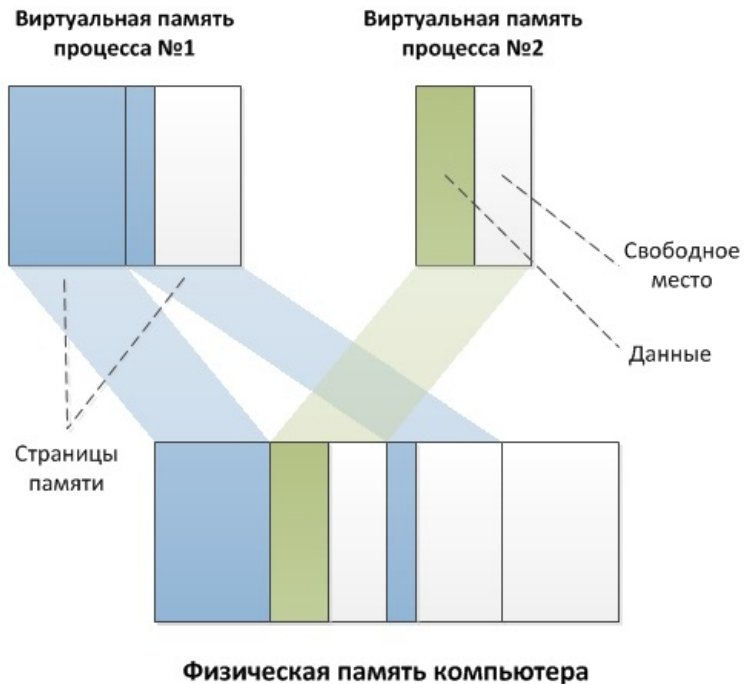 Виртуальная память
процесса №1
Виртуальная память
процесса №2
Свободное
место
Данные
Страницы
памяти
Физическая память компьютера